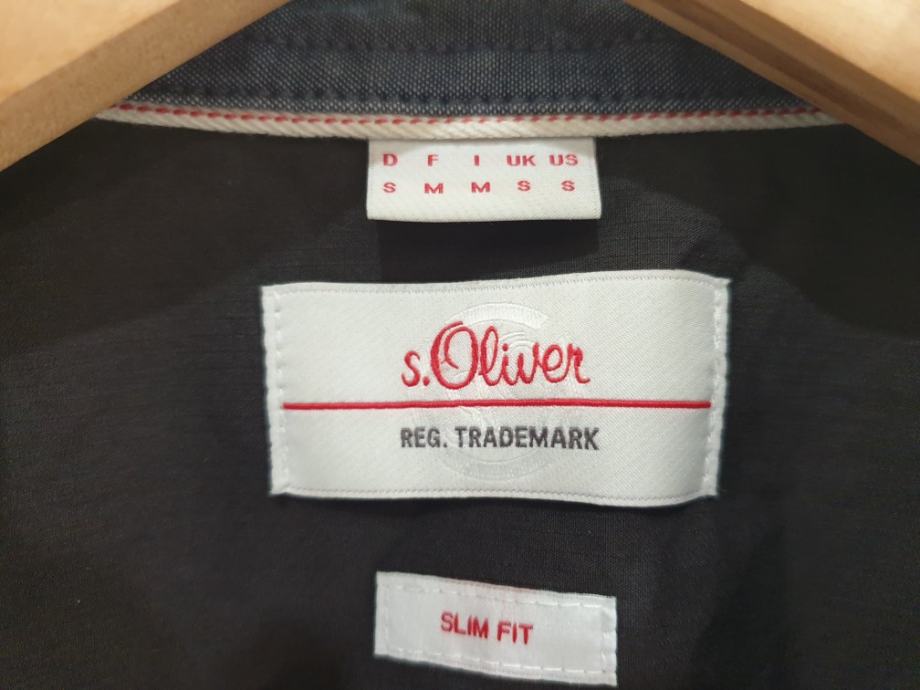 D F I UK US
S M M S S
s.Oliver
REG. TRADEMARK
SLIM FIT